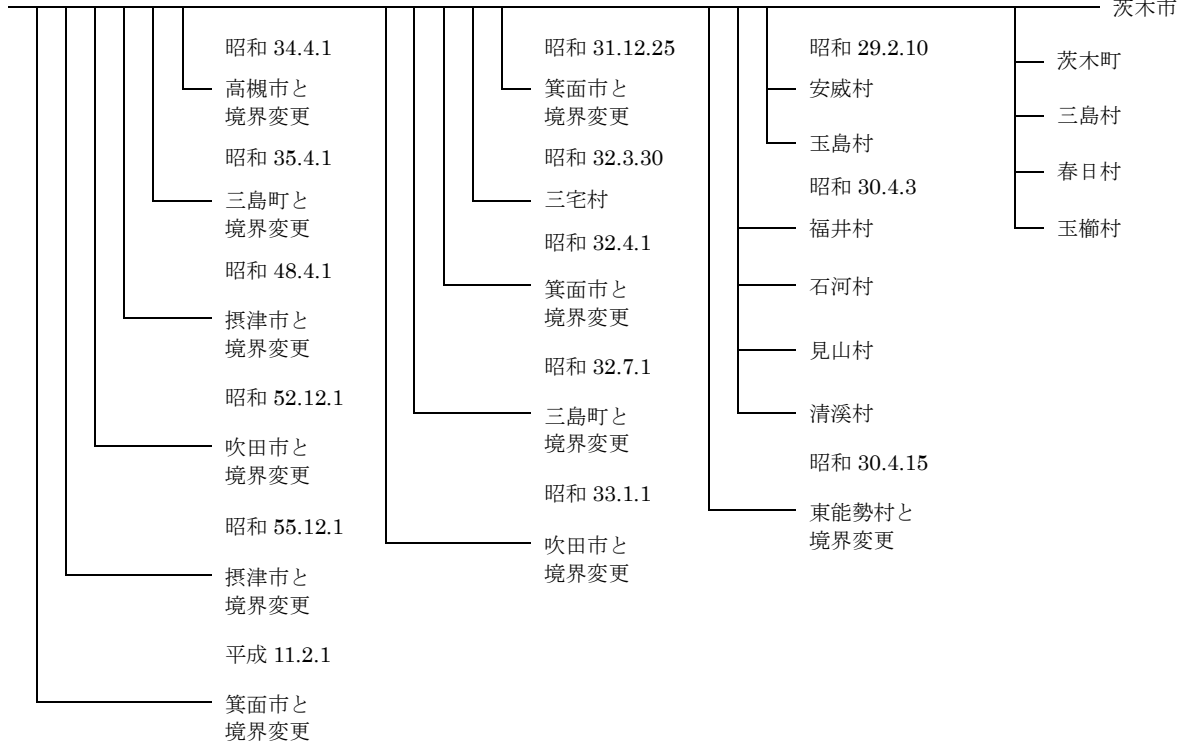 茨木市
茨木町
三島村
春日村
玉櫛村
昭和 29.2.10
安威村
玉島村
昭和 30.4.3
福井村
石河村
見山村
清溪村
昭和 30.4.15
東能勢村と
境界変更
昭和 31.12.25
箕面市と
境界変更
昭和 32.3.30
三宅村
昭和 32.4.1
箕面市と
境界変更
昭和 32.7.1
三島町と
境界変更
昭和 33.1.1
吹田市と
境界変更
昭和 34.4.1
高槻市と
境界変更
昭和 35.4.1
三島町と
境界変更
昭和 48.4.1
摂津市と
境界変更
昭和 52.12.1
吹田市と
境界変更
昭和 55.12.1
摂津市と
境界変更
平成 11.2.1
箕面市と
境界変更